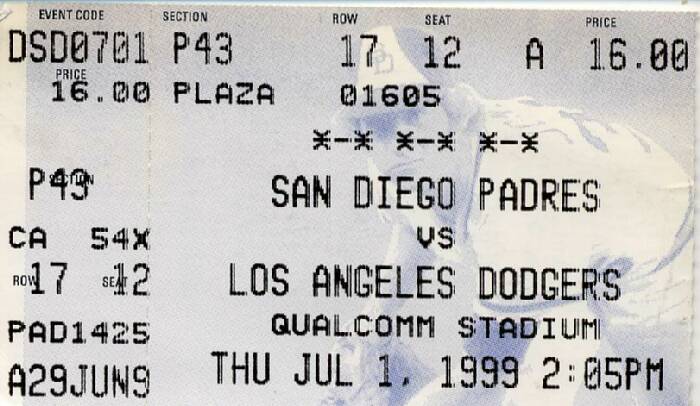 EVENT CODE SECTION ROW SEAT PRICE
DSD0701 P43 17 12 A 16.00
PRICE
16.00 PLAZA 01605
*-* *-* *-*
SECTION
P43 SAN DIEGO PADRES
CA 54X VS
ROW 17 SEAT 12 LOS ANGELES DODGERS
PAD1425 QUALCOMM STADIUM
A29JUN9 THU JUL 1, 1999 2:05PM